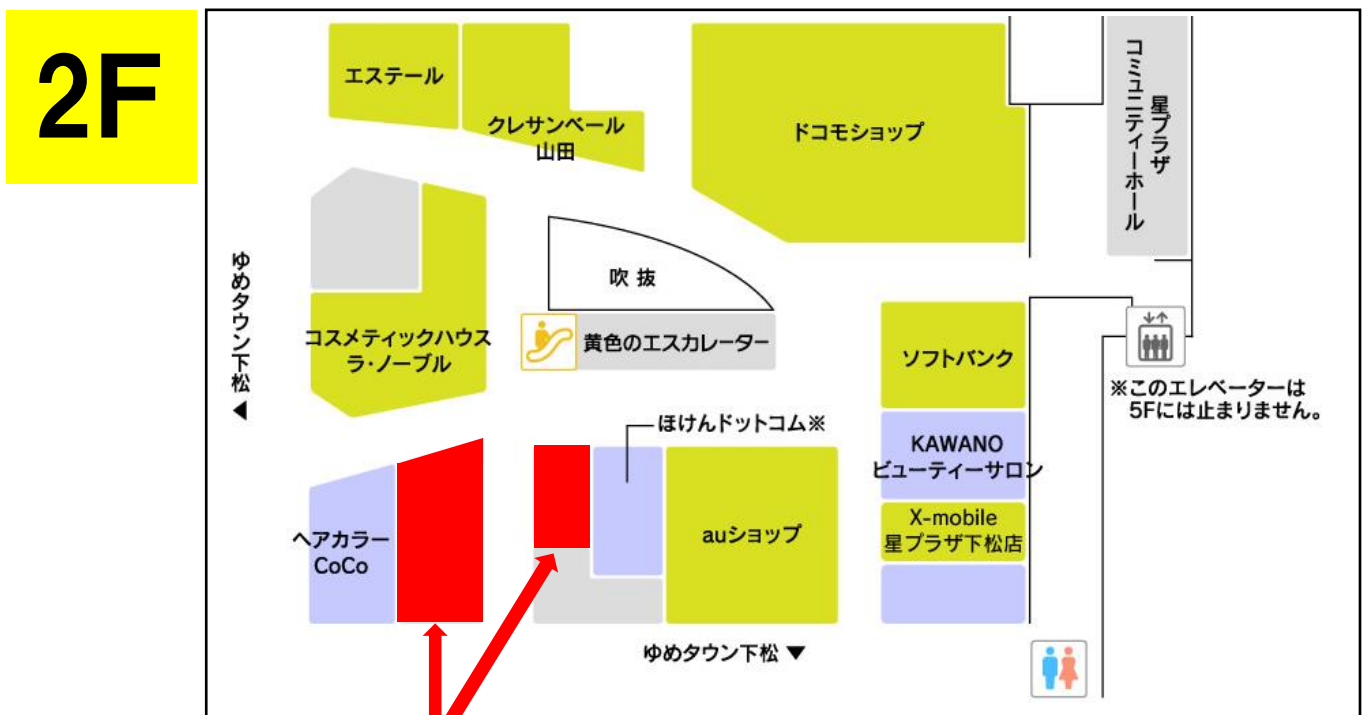 2F
エステール
クレサンベール
山田
ドコモショップ
星プラザ
コミュニティーホール
ゆめタウン下松 ◀
吹 抜
コスメティックハウス
ラ・ノーブル
黄色のエスカレーター
ソフトバンク
※このエレベーターは
5Fには止まりません。
ほけんドットコム※
KAWANO
ビューティーサロン
ヘアカラー
CoCo
auショップ
X-mobile
星プラザ下松店
ゆめタウン下松 ▼